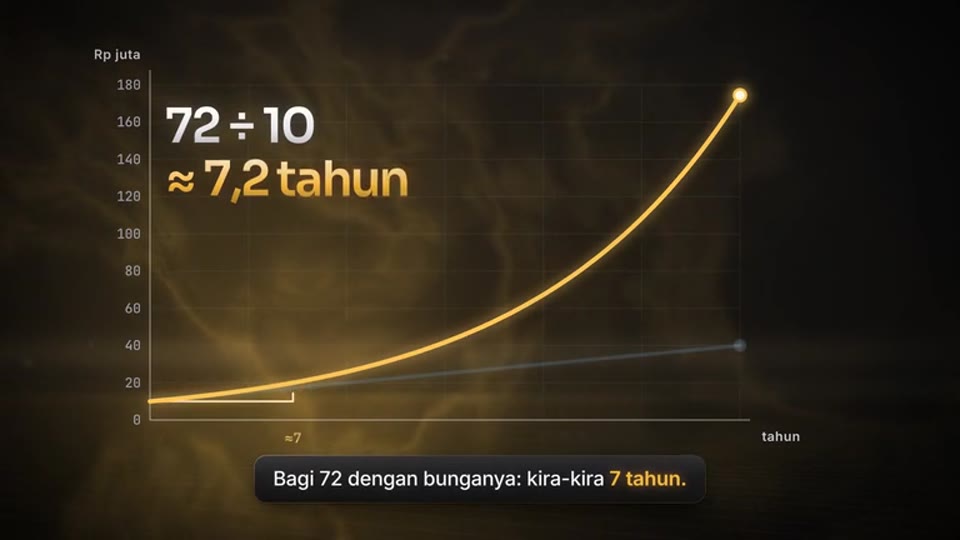 Rp juta
180
160
140
120
100
80
60
40
20
0
72 ÷ 10
≈ 7,2 tahun
≈7
tahun
Bagi 72 dengan bunganya: kira-kira 7 tahun.